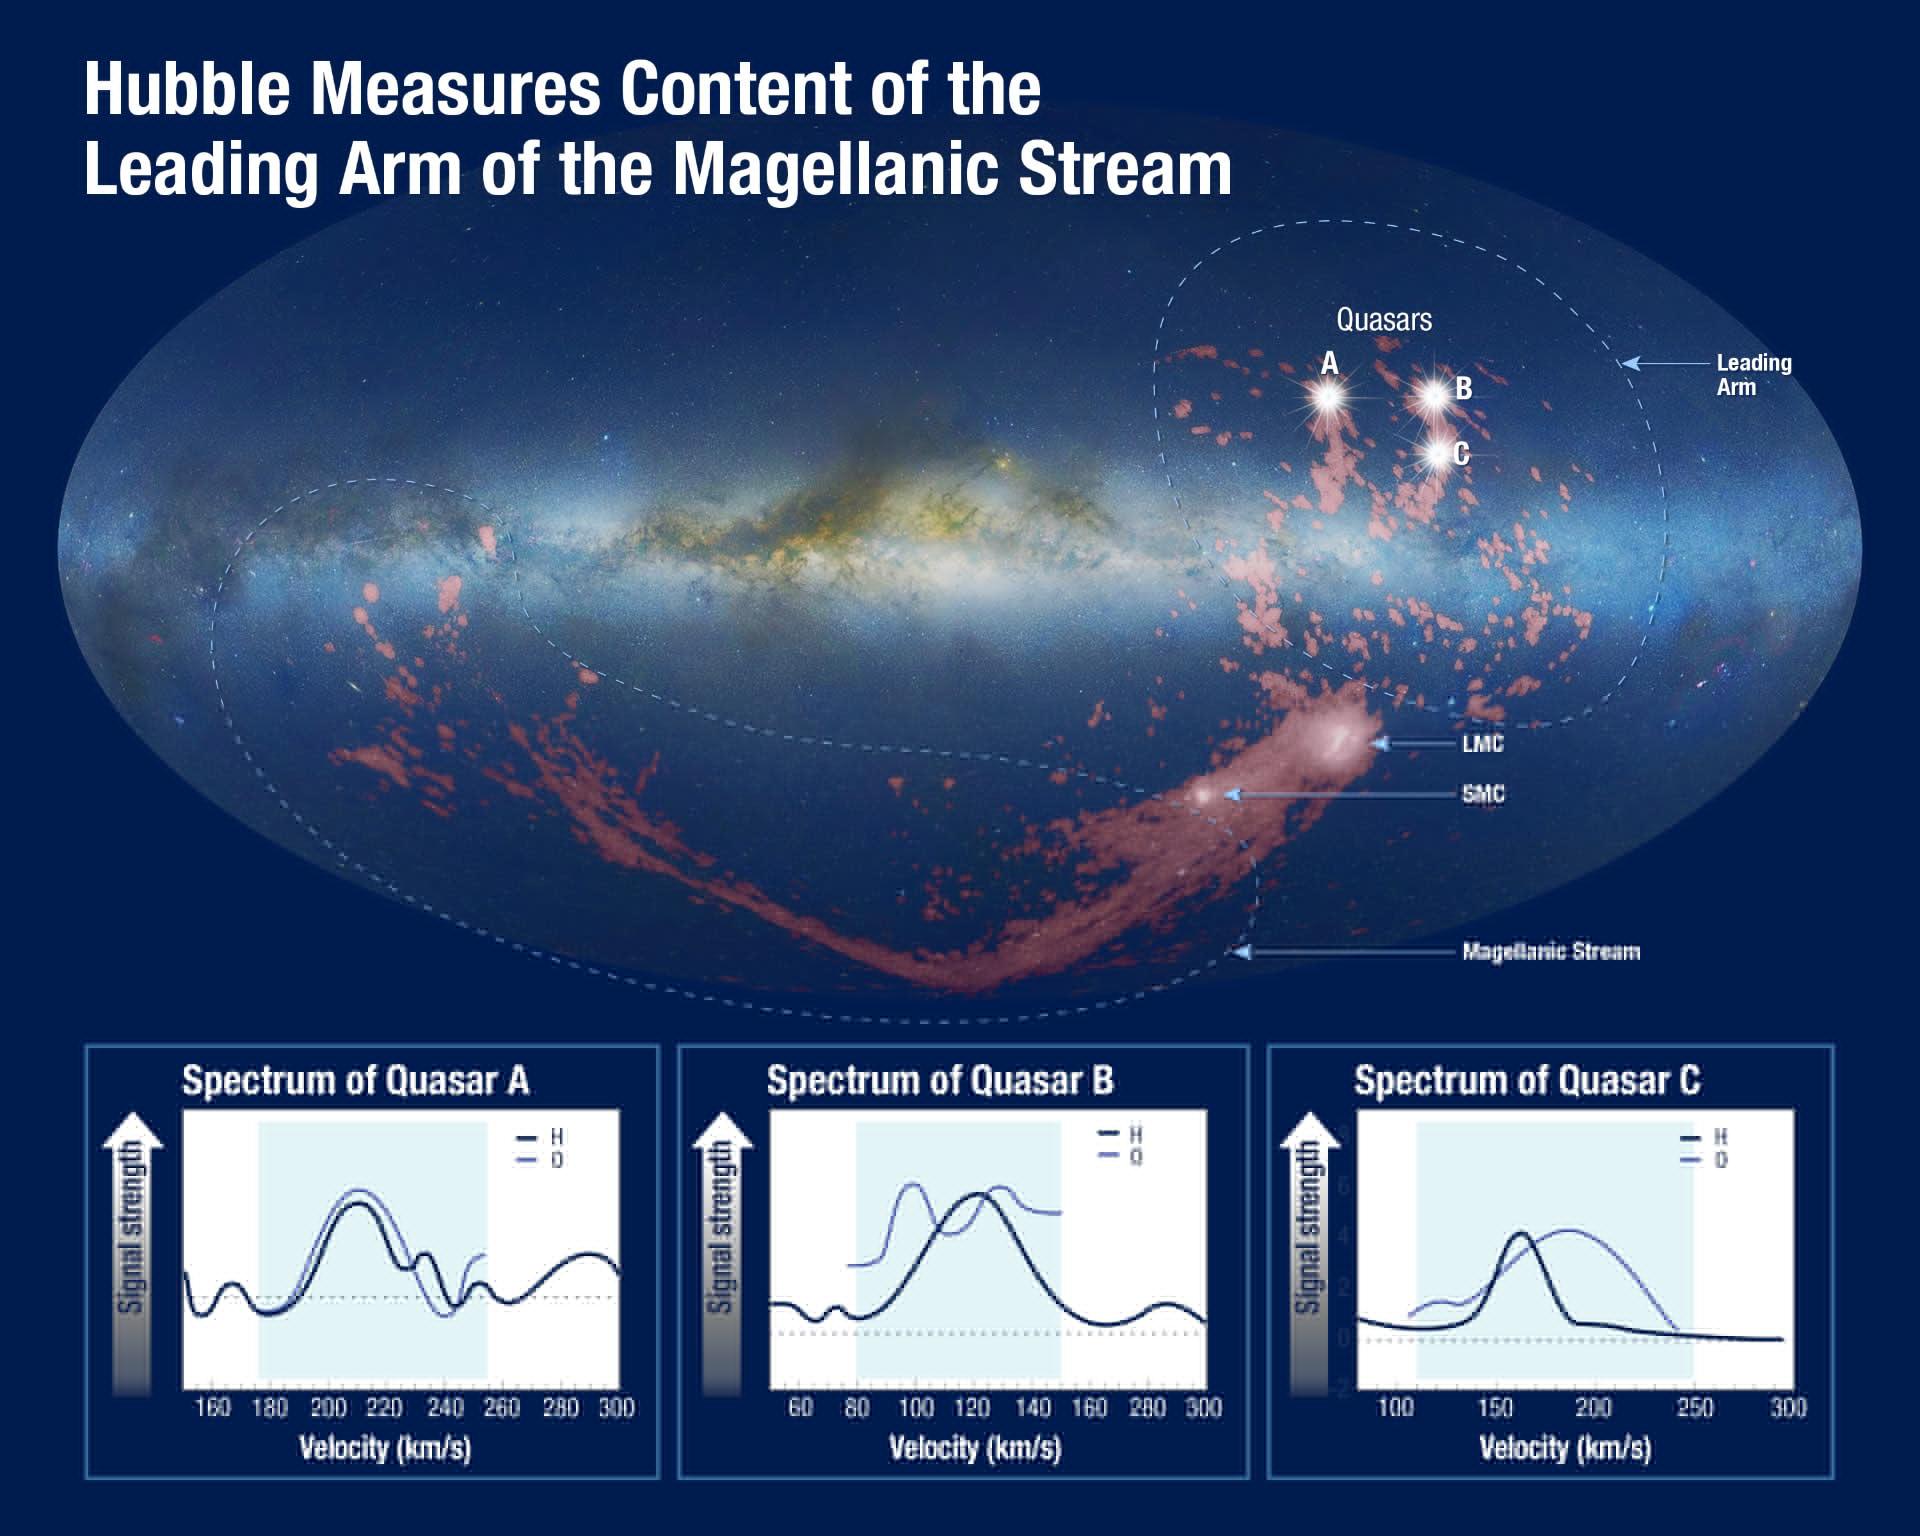 Hubble Measures Content of the
Leading Arm of the Magellanic Stream
Quasars
A
B
C
Leading
Arm
LMC
SMC
Magellanic Stream
Spectrum of Quasar A
Signal strength
H
O
160 180 200 220 240 260 280 300
Velocity (km/s)
Spectrum of Quasar B
Signal strength
H
O
60 80 100 120 140 160 280 300
Velocity (km/s)
Spectrum of Quasar C
Signal strength
H
O
6
4
2
0
100 150 200 250 300
Velocity (km/s)